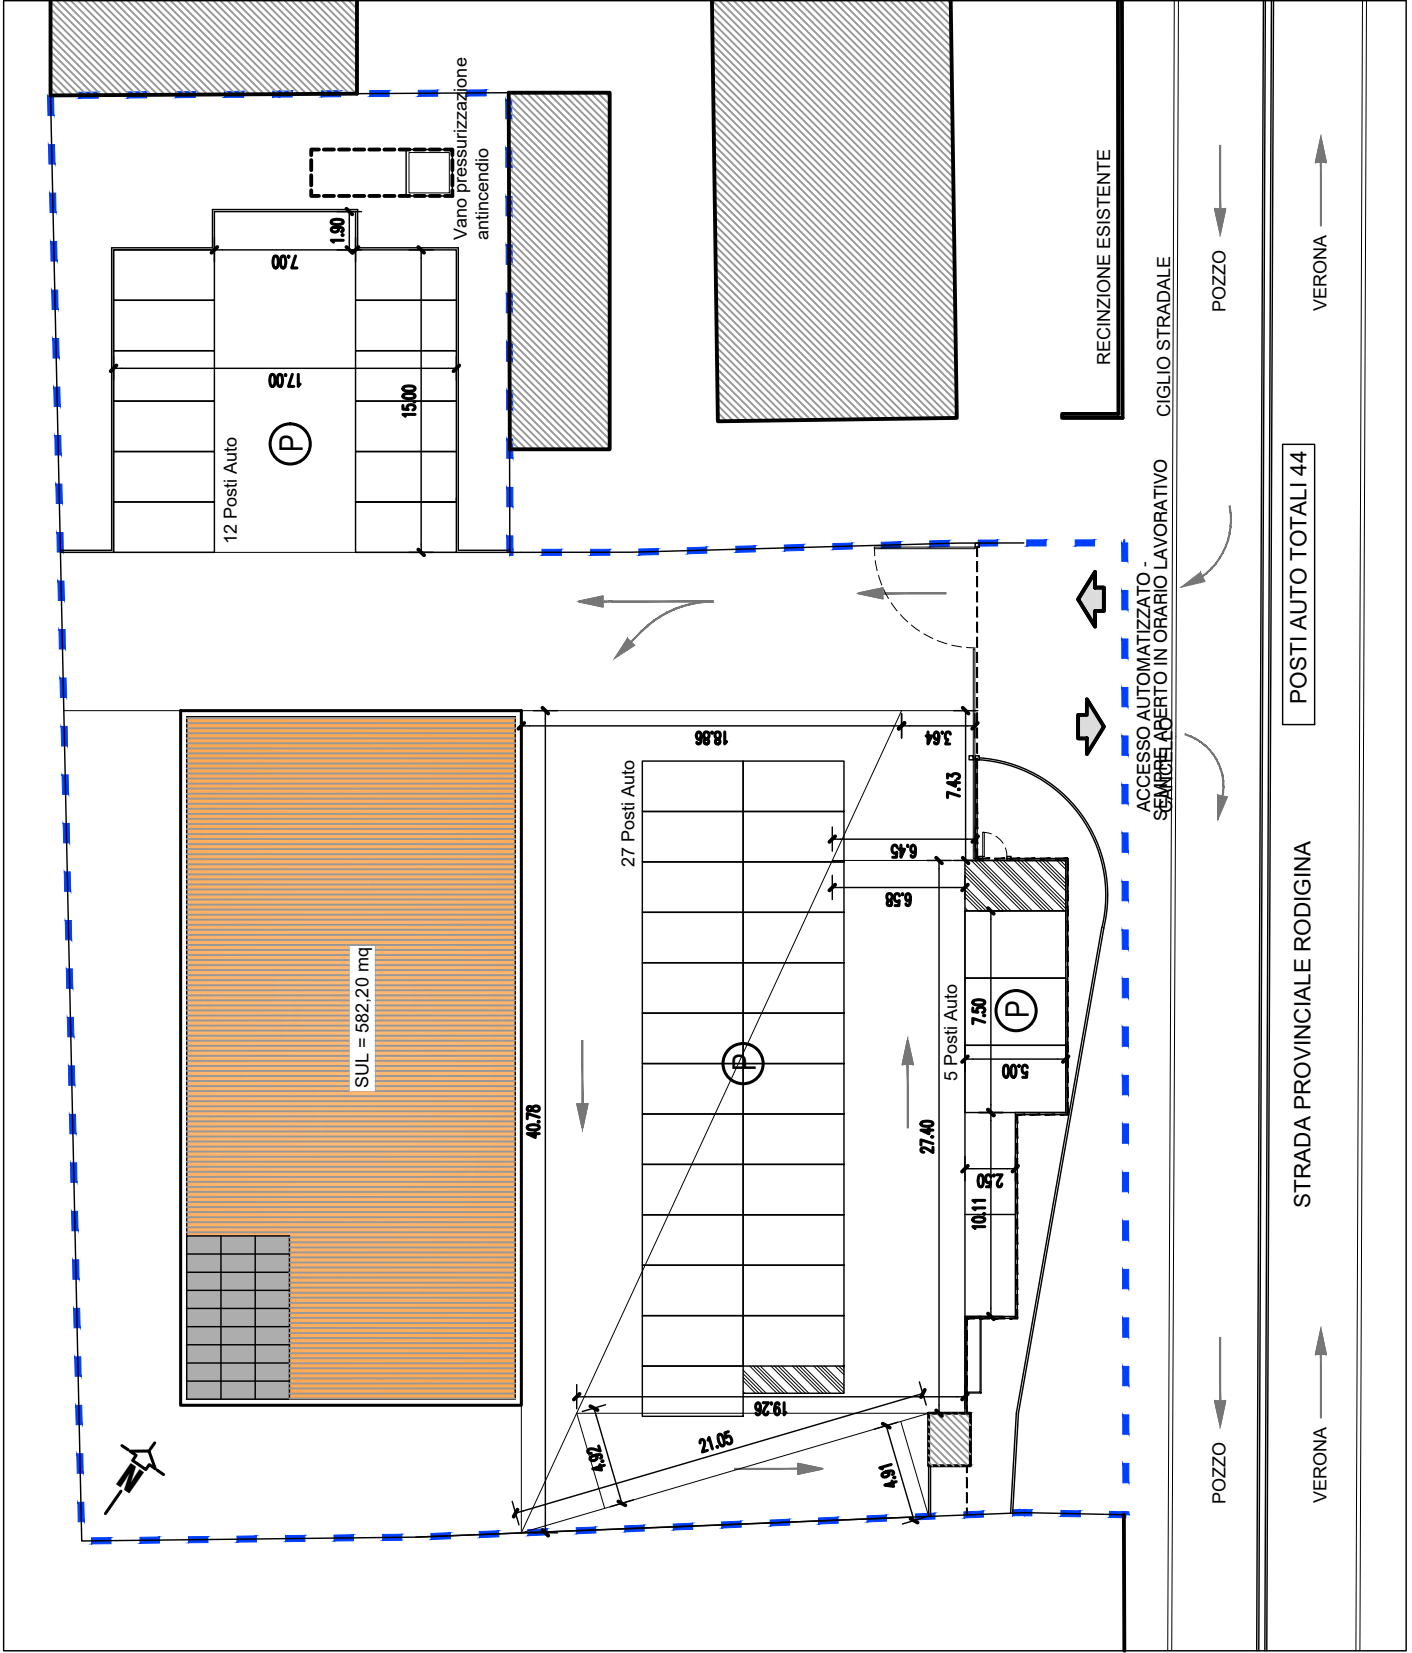 Vano pressurizzazione
antincendio
1.90
7.00
17.00
15.00
12 Posti Auto
P
RECINZIONE ESISTENTE
CIGLIO STRADALE
POZZO
VERONA
ACCESSO AUTOMATIZZATO -
SEMPRE APERTO IN ORARIO LAVORATIVO
CANCELLO
POSTI AUTO TOTALI 44
18.86
3.64
7.43
27 Posti Auto
6.45
6.58
SUL = 582,20 mq
P
5 Posti Auto
7.50
P
5.00
40.78
27.40
2.50
10.11
STRADA PROVINCIALE RODIGINA
19.26
21.05
4.92
4.91
N
POZZO
VERONA